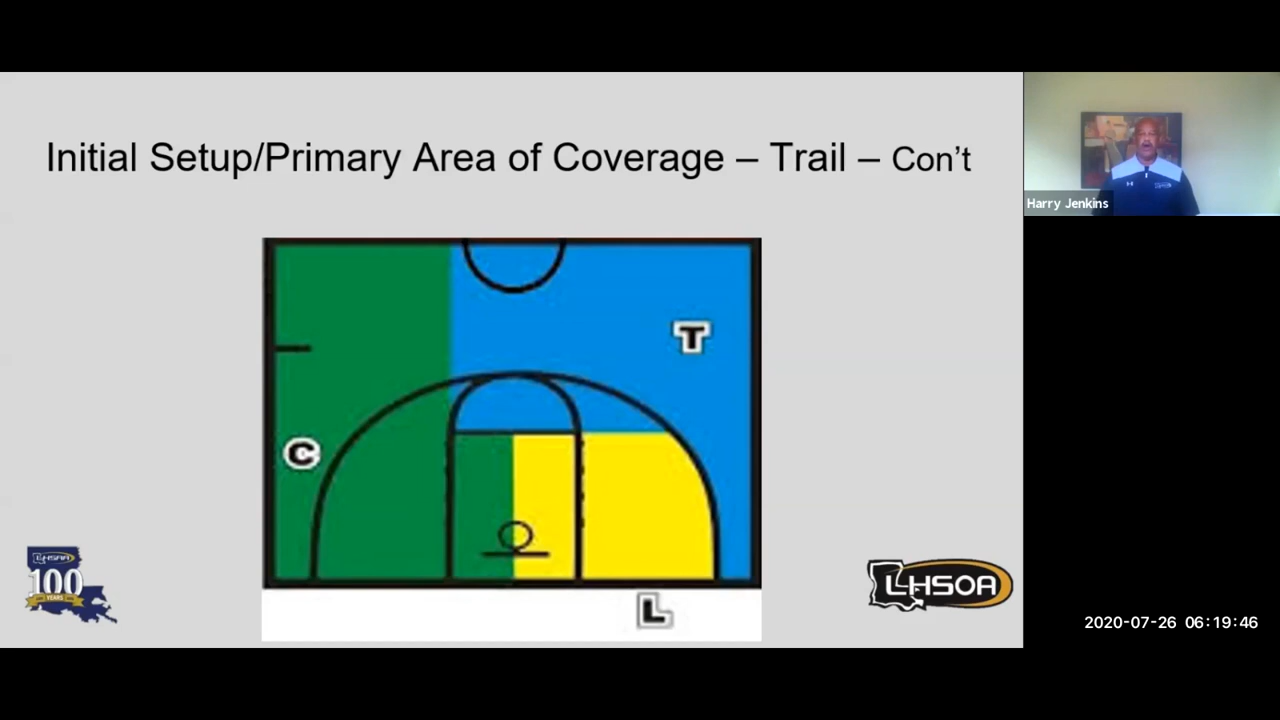 Initial Setup/Primary Area of Coverage – Trail – Con’t
Harry Jenkins
T
C
L
LHSAA
100
YEARS
LHSOA
2020-07-26 06:19:46